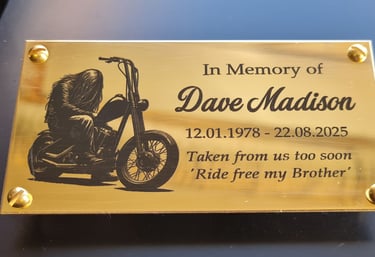 In Memory of
Dave Madison
12.01.1978 - 22.08.2025
Taken from us too soon
'Ride free my Brother'